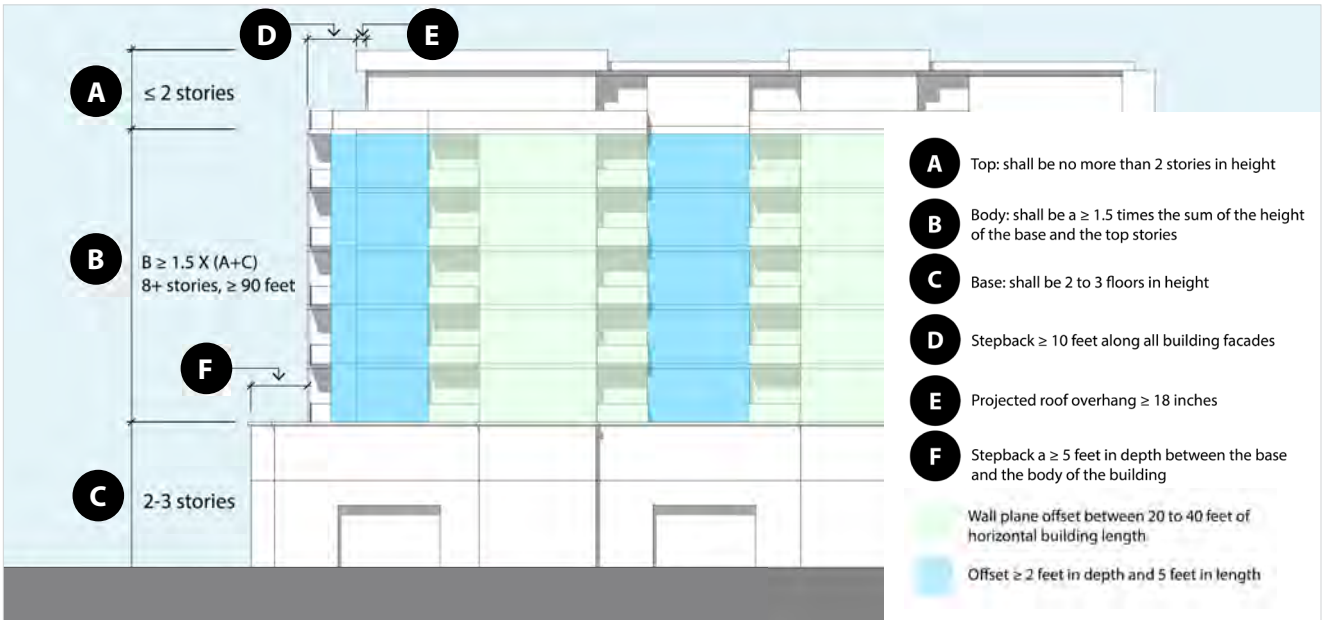 D
E
A
≤ 2 stories
B
B ≥ 1.5 X (A+C)
8+ stories, ≥ 90 feet
F
C
2-3 stories
A
Top: shall be no more than 2 stories in height
B
Body: shall be a ≥ 1.5 times the sum of the height
of the base and the top stories
C
Base: shall be 2 to 3 floors in height
D
Stepback ≥ 10 feet along all building facades
E
Projected roof overhang ≥ 18 inches
F
Stepback a ≥ 5 feet in depth between the base
and the body of the building
Wall plane offset between 20 to 40 feet of
horizontal building length
Offset ≥ 2 feet in depth and 5 feet in length